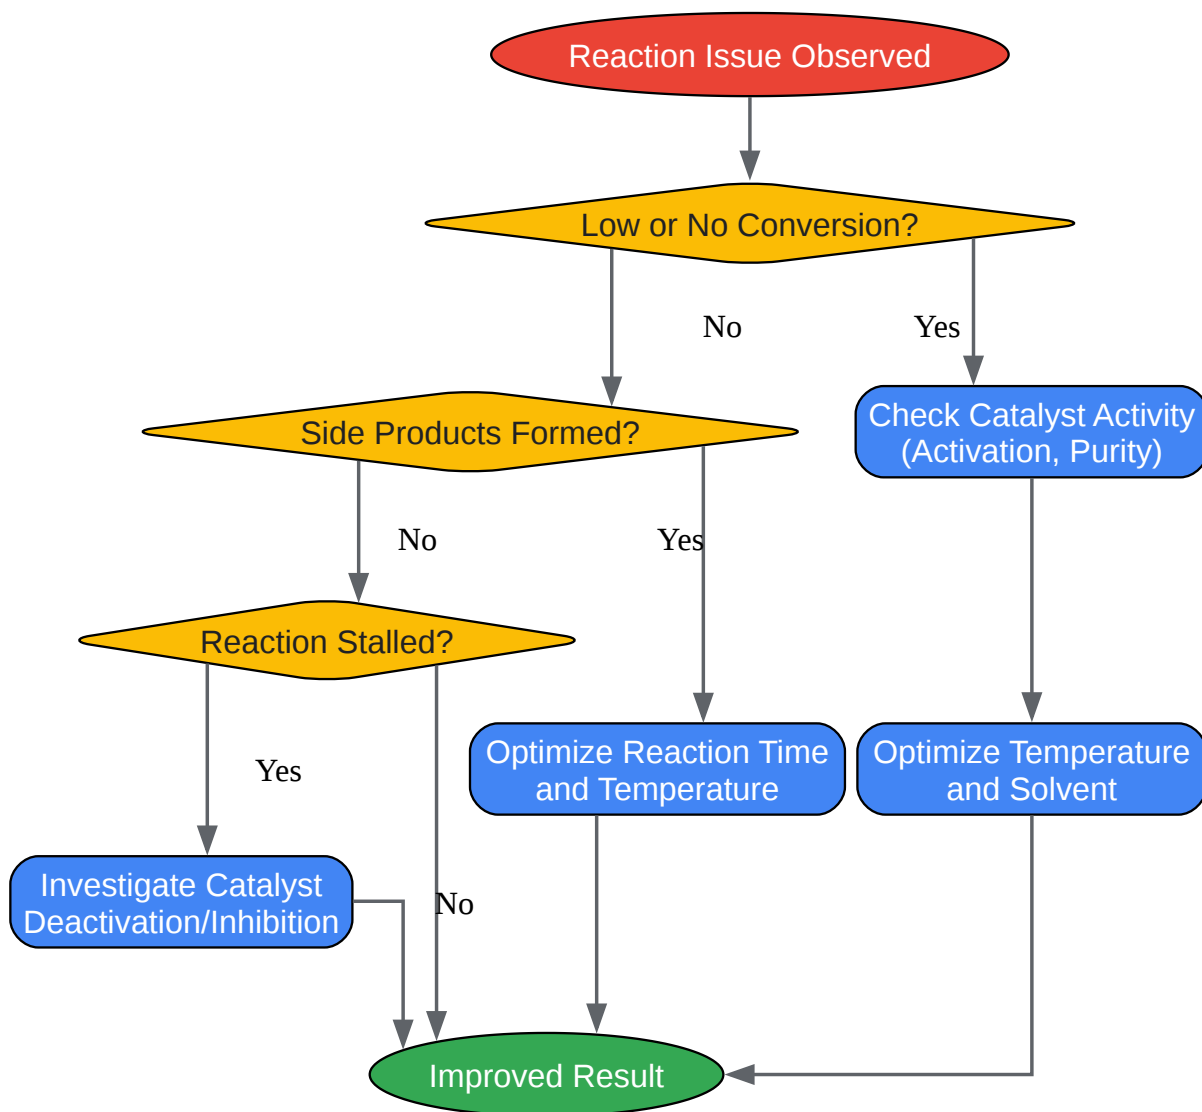 Reaction Issue Observed
Low or No Conversion?
No
Yes
Check Catalyst Activity
(Activation, Purity)
Side Products Formed?
No
Yes
Reaction Stalled?
Yes
Optimize Reaction Time
and Temperature
Optimize Temperature
and Solvent
Investigate Catalyst
Deactivation/Inhibition
No
Improved Result